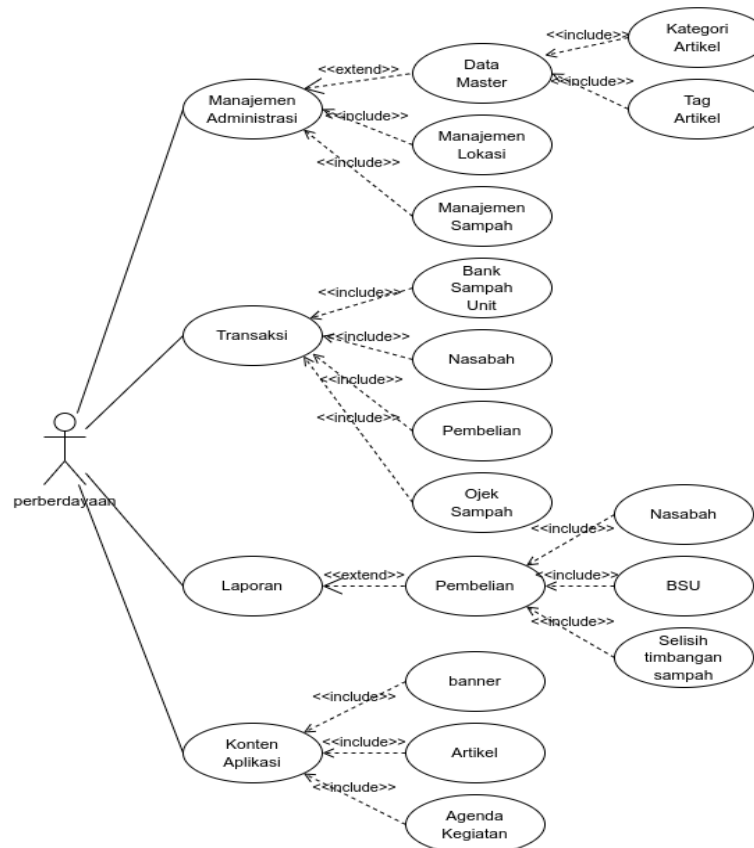 <<include>>
Kategori
Artikel
<<extend>>
Data
Master
<<include>>
Tag
Artikel
Manajemen
Administrasi
<<include>>
Manajemen
Lokasi
<<include>>
Manajemen
Sampah
Bank
Sampah
Unit
<<include>>
Transaksi
<<include>>
Nasabah
<<include>>
Pembelian
<<include>>
Ojek
Sampah
perberdayaan
Nasabah
<<include>>
Laporan
<<extend>>
Pembelian
<<include>>
BSU
<<include>>
Selisih
timbangan
sampah
banner
<<include>>
Konten
Aplikasi
<<include>>
Artikel
<<include>>
Agenda
Kegiatan